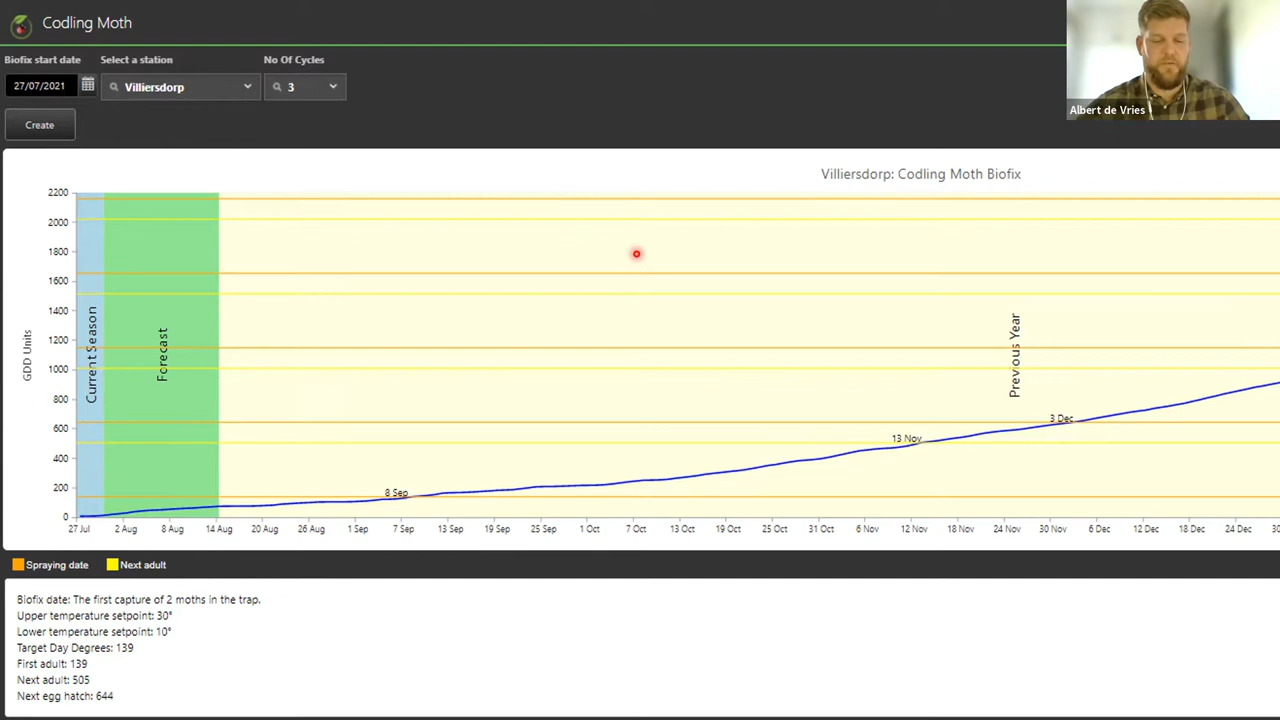 Codling Moth
Albert de Vries
Biofix start date
Select a station
No Of Cycles
27/07/2021
Villiersdorp
3
Create
Villiersdorp: Codling Moth Biofix
2200
2000
1800
1600
1400
1200
1000
800
600
400
200
0
GDD Units
Current Season
Forecast
Previous Year
8 Sep
13 Nov
3 Dec
27 Jul 2 Aug 8 Aug 14 Aug 20 Aug 26 Aug 1 Sep 7 Sep 13 Sep 19 Sep 25 Sep 1 Oct 7 Oct 13 Oct 19 Oct 25 Oct 31 Oct 6 Nov 12 Nov 18 Nov 24 Nov 30 Nov 6 Dec 12 Dec 18 Dec 24 Dec
Spraying date Next adult
Biofix date: The first capture of 2 moths in the trap.
Upper temperature setpoint: 30°
Lower temperature setpoint: 10°
Target Day Degrees: 139
First adult: 139
Next adult: 505
Next egg hatch: 644